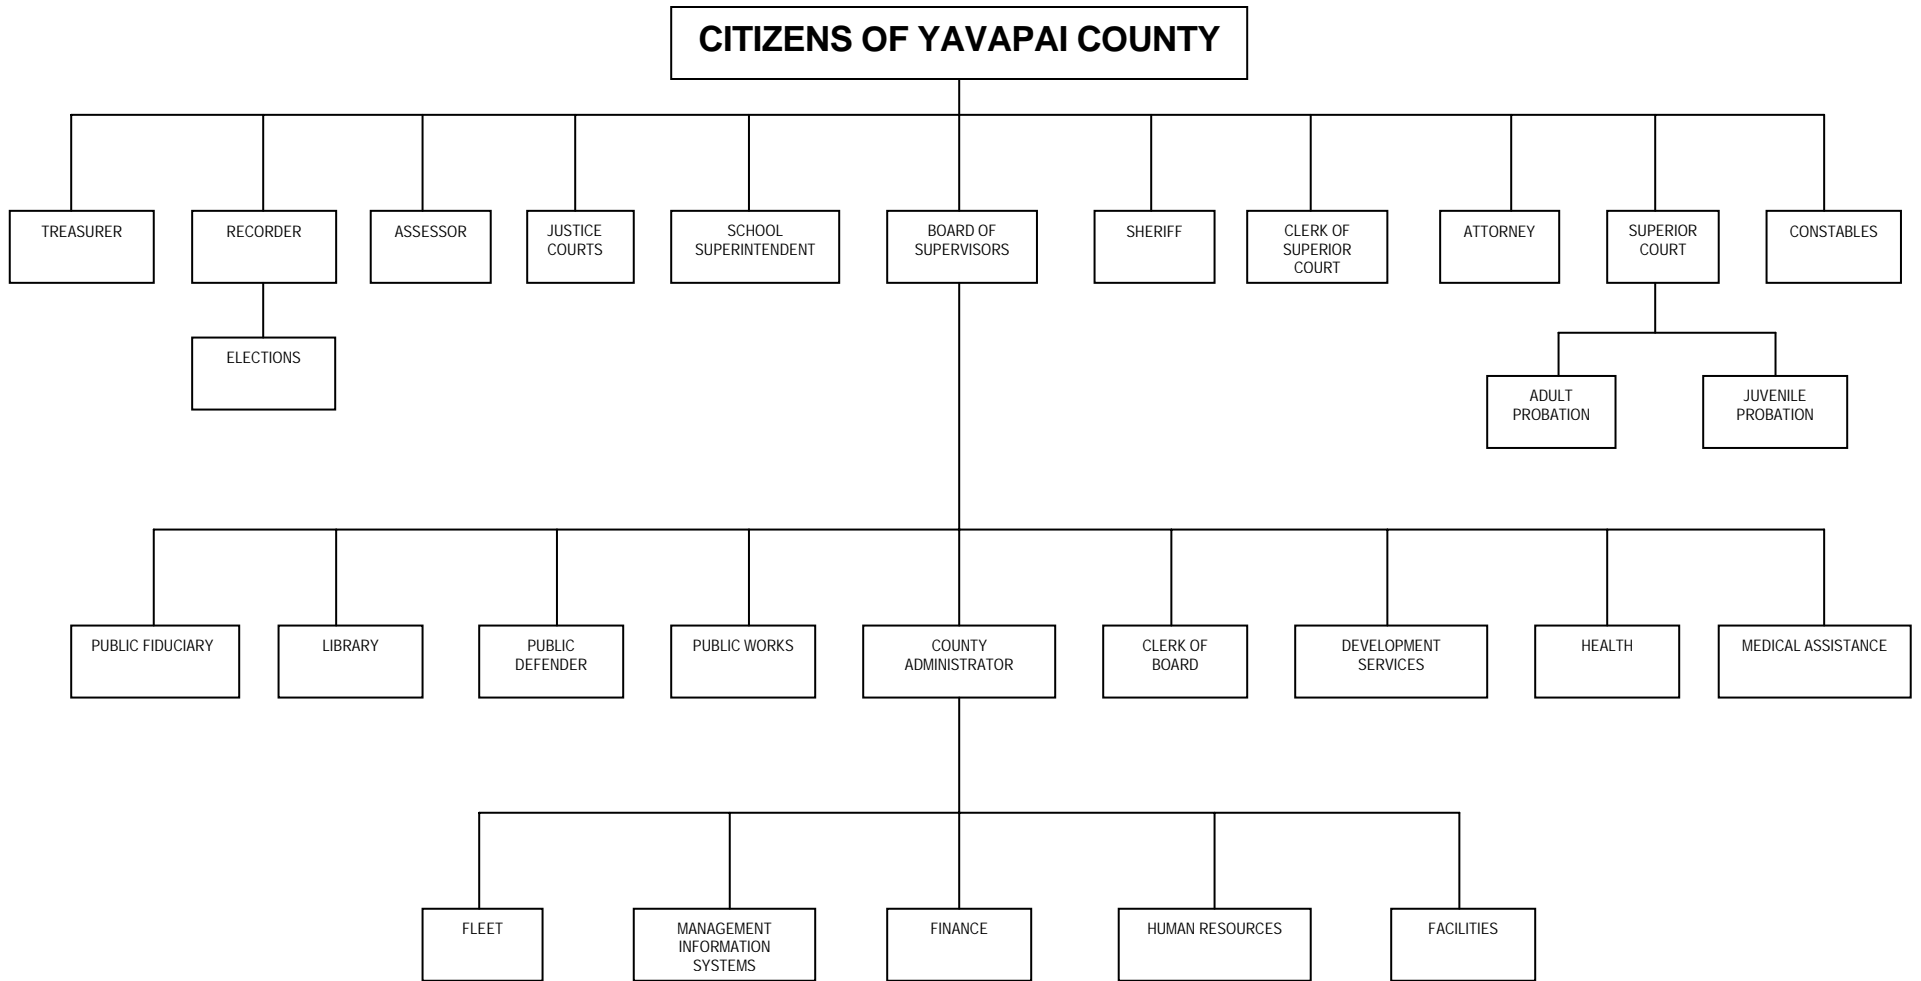 CITIZENS OF YAVAPAI COUNTY
TREASURER
RECORDER
ASSESSOR
JUSTICE
COURTS
SCHOOL
SUPERINTENDENT
BOARD OF
SUPERVISORS
SHERIFF
CLERK OF
SUPERIOR
COURT
ATTORNEY
SUPERIOR
COURT
CONSTABLES
ELECTIONS
ADULT
PROBATION
JUVENILE
PROBATION
PUBLIC FIDUCIARY
LIBRARY
PUBLIC
DEFENDER
PUBLIC WORKS
COUNTY
ADMINISTRATOR
CLERK OF
BOARD
DEVELOPMENT
SERVICES
HEALTH
MEDICAL ASSISTANCE
FLEET
MANAGEMENT
INFORMATION
SYSTEMS
FINANCE
HUMAN RESOURCES
FACILITIES